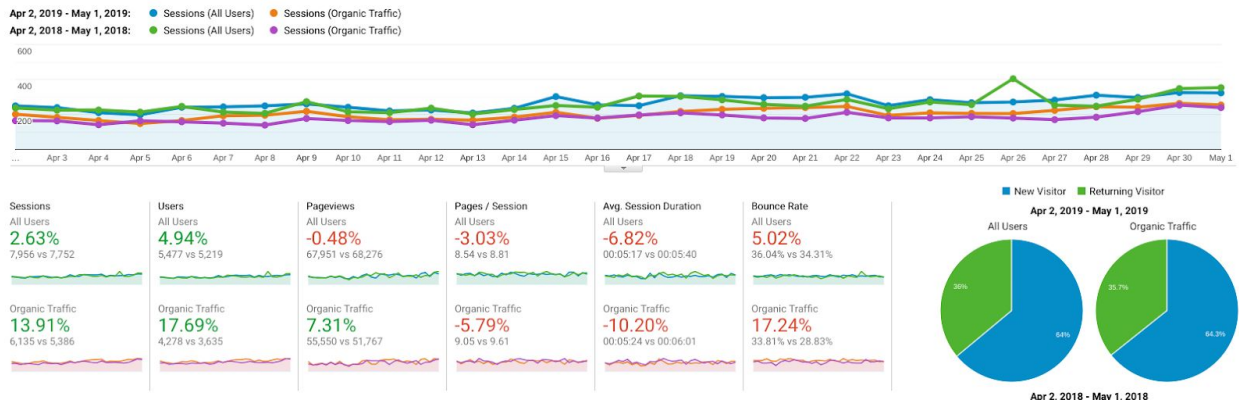 Apr 2, 2019 - May 1, 2019: Sessions (All Users) Sessions (Organic Traffic)
Apr 2, 2018 - May 1, 2018: Sessions (All Users) Sessions (Organic Traffic)
600
400
200
... Apr 3 Apr 4 Apr 5 Apr 6 Apr 7 Apr 8 Apr 9 Apr 10 Apr 11 Apr 12 Apr 13 Apr 14 Apr 15 Apr 16 Apr 17 Apr 18 Apr 19 Apr 20 Apr 21 Apr 22 Apr 23 Apr 24 Apr 25 Apr 26 Apr 27 Apr 28 Apr 29 Apr 30 May 1
Sessions
All Users
2.63%
7,956 vs 7,752
Organic Traffic
13.91%
6,135 vs 5,386
Users
All Users
4.94%
5,477 vs 5,219
Organic Traffic
17.69%
4,278 vs 3,635
Pageviews
All Users
-0.48%
67,951 vs 68,276
Organic Traffic
7.31%
55,550 vs 51,767
Pages / Session
All Users
-3.03%
8.54 vs 8.81
Organic Traffic
-5.79%
9.05 vs 9.61
Avg. Session Duration
All Users
-6.82%
00:05:17 vs 00:05:40
Organic Traffic
-10.20%
00:05:24 vs 00:06:01
Bounce Rate
All Users
5.02%
36.04% vs 34.31%
Organic Traffic
17.24%
33.81% vs 28.83%
New Visitor Returning Visitor
Apr 2, 2019 - May 1, 2019
All Users
36%
64%
Organic Traffic
35.7%
64.3%
Apr 2, 2018 - May 1, 2018